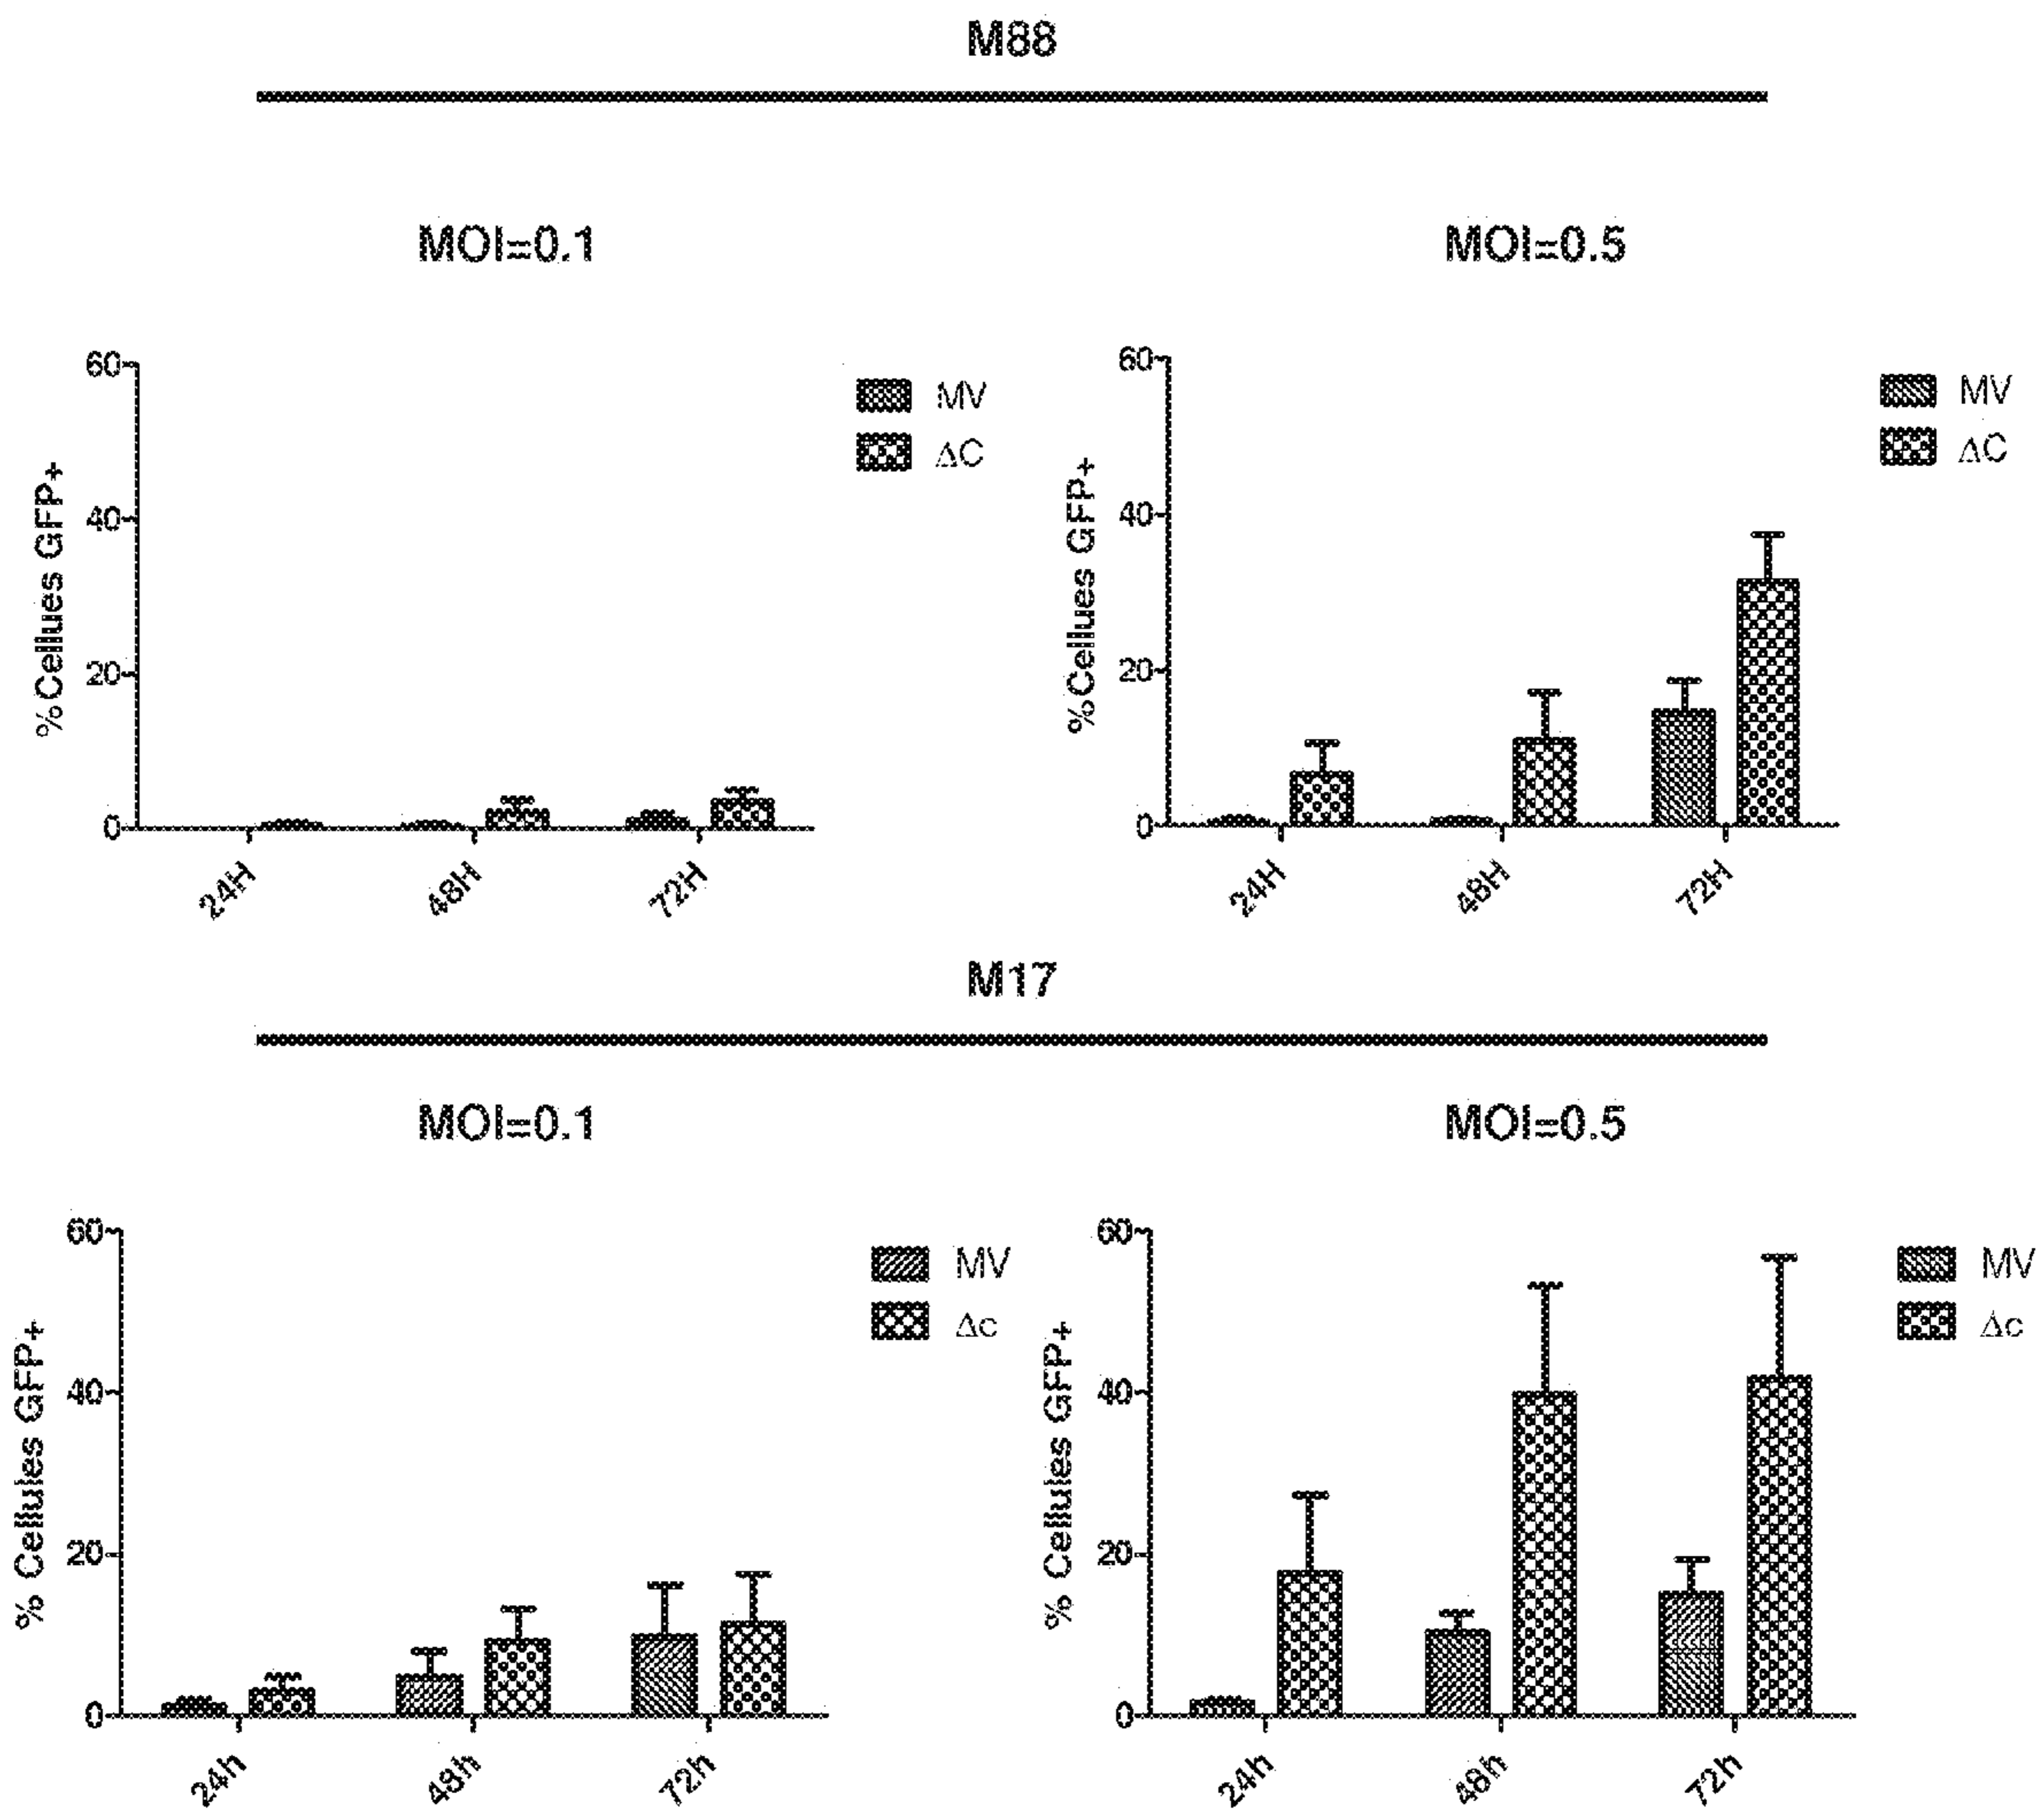 M88
MOI=0.1
MOI=0.5
60
40
20
0
%Cellues GFP+
24H
48H
72H
MV
ΔC
60
40
20
0
%Cellues GFP+
24H
48H
72H
MV
ΔC
M17
MOI=0.1
MOI=0.5
60
40
20
0
% Cellules GFP+
24h
48h
72h
MV
Δc
60
40
20
0
% Cellules GFP+
24h
48h
72h
MV
Δc